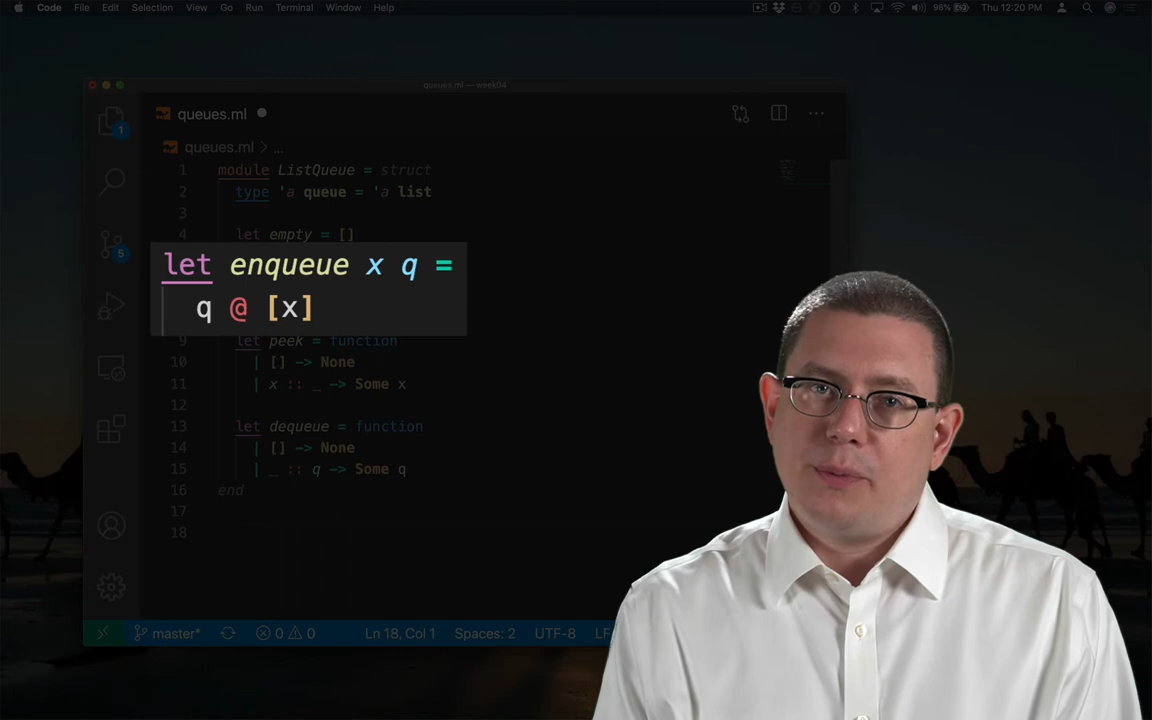 Code File Edit Selection View Go Run Terminal Window Help 98% Thu 12:20 PM
queues.ml — week04
queues.ml
queues.ml > ...
1 module ListQueue = struct
2 type 'a queue = 'a list
3
4 let empty = []
let enqueue x q =
q @ [x]
9 let peek = function
10 | [] -> None
11 | x :: _ -> Some x
12
13 let dequeue = function
14 | [] -> None
15 | _ :: q -> Some q
16 end
17
18
1
5
master* 0 0 Ln 18, Col 1 Spaces: 2 UTF-8 LF